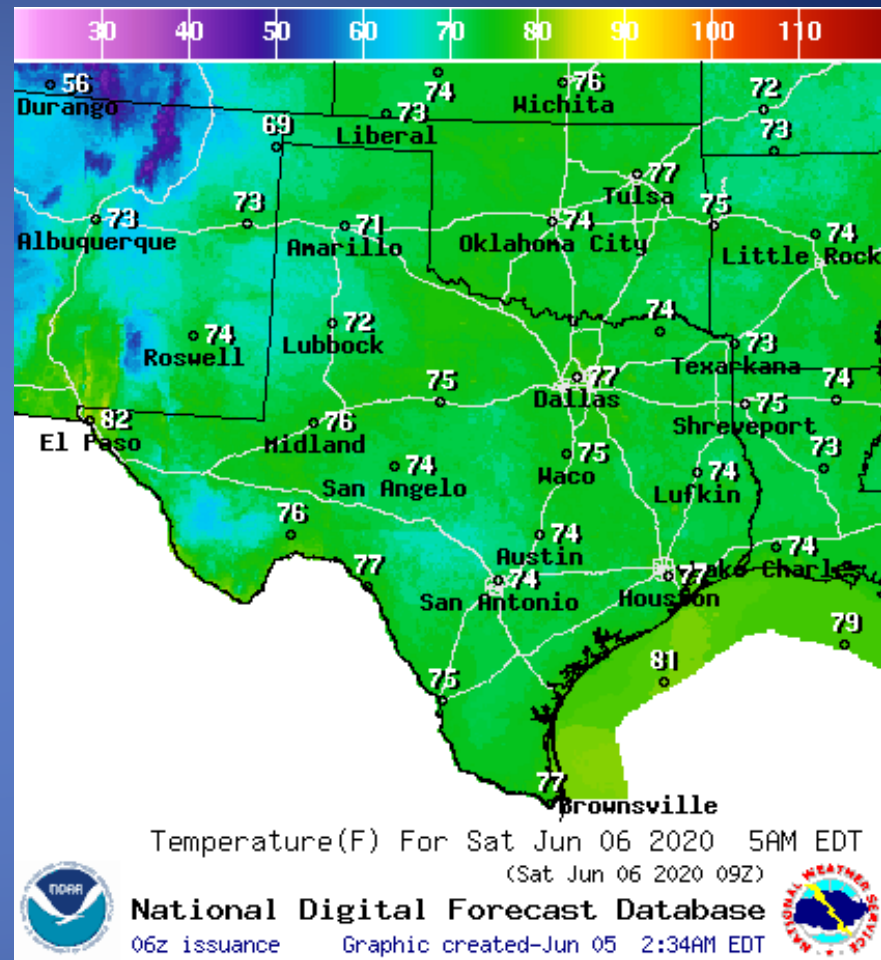 30 40 50 60 70 80 90 100 110
56
Durango
74
76
Wichita
73
Liberal
72
69
73
77
Tulsa
73
Albuquerque
73
71
Amarillo
74
Oklahoma City
75
74
Little Rock
74
Roswell
72
Lubbock
74
73
Texarkana
77
Dallas
82
El Paso
76
Midland
75
75
Shreveport
74
74
San Angelo
75
Waco
74
Lufkin
73
76
77
74
Austin
74
San Antonio
77
Houston
74
Lake Charles
75
81
79
77
Brownsville
Temperature(F) For Sat Jun 06 2020 5AM EDT
(Sat Jun 06 2020 09Z)
NOAA
National Digital Forecast Database
NATIONAL WEATHER SERVICE
06z issuance Graphic created-Jun 05 2:34AM EDT